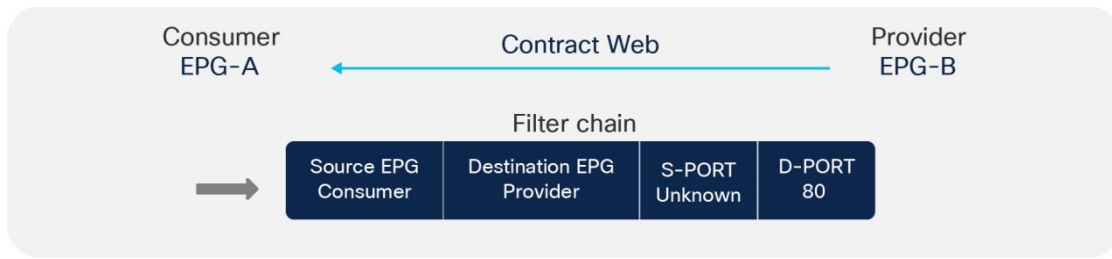 Consumer
EPG-A
Contract Web
Provider
EPG-B
Filter chain
Source EPG
Consumer
Destination EPG
Provider
S-PORT
Unknown
D-PORT
80